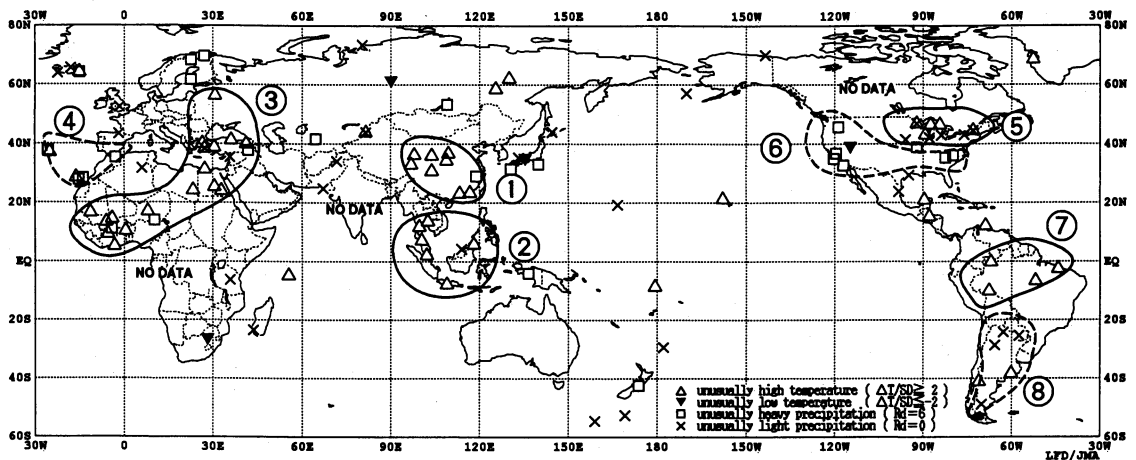 30W 0 30E 60E 90E 120E 150E 180 150W 120W 90W 60W 30W
80N 80N
60N 60N
NO DATA
③
④
⑤
40N 40N
⑥
①
20N 20N
NO DATA
②
⑦
EQ EQ
NO DATA
20S 20S
⑧
40S 40S
△ unusually high temperature ( △T/SD≧ 2 )
▼ unusually low temperature ( △T/SD≦-2 )
□ unusually heavy precipitation ( Rd=6 )
× unusually light precipitation ( Rd=0 )
60S 60S
30W 0 30E 60E 90E 120E 150E 180 150W 120W 90W 60W 30W
LFD/JMA